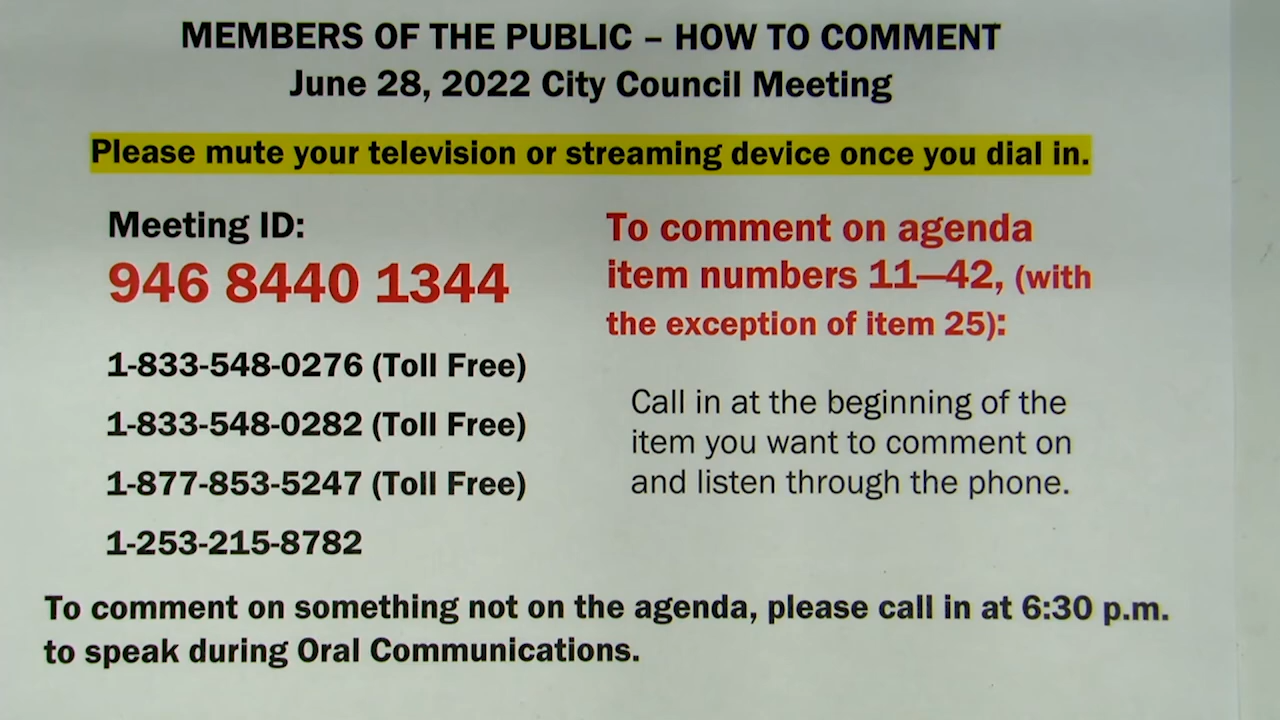 MEMBERS OF THE PUBLIC – HOW TO COMMENT
June 28, 2022 City Council Meeting
Please mute your television or streaming device once you dial in.
Meeting ID:
946 8440 1344
1-833-548-0276 (Toll Free)
1-833-548-0282 (Toll Free)
1-877-853-5247 (Toll Free)
1-253-215-8782
To comment on agenda
item numbers 11—42, (with
the exception of item 25):
Call in at the beginning of the
item you want to comment on
and listen through the phone.
To comment on something not on the agenda, please call in at 6:30 p.m.
to speak during Oral Communications.